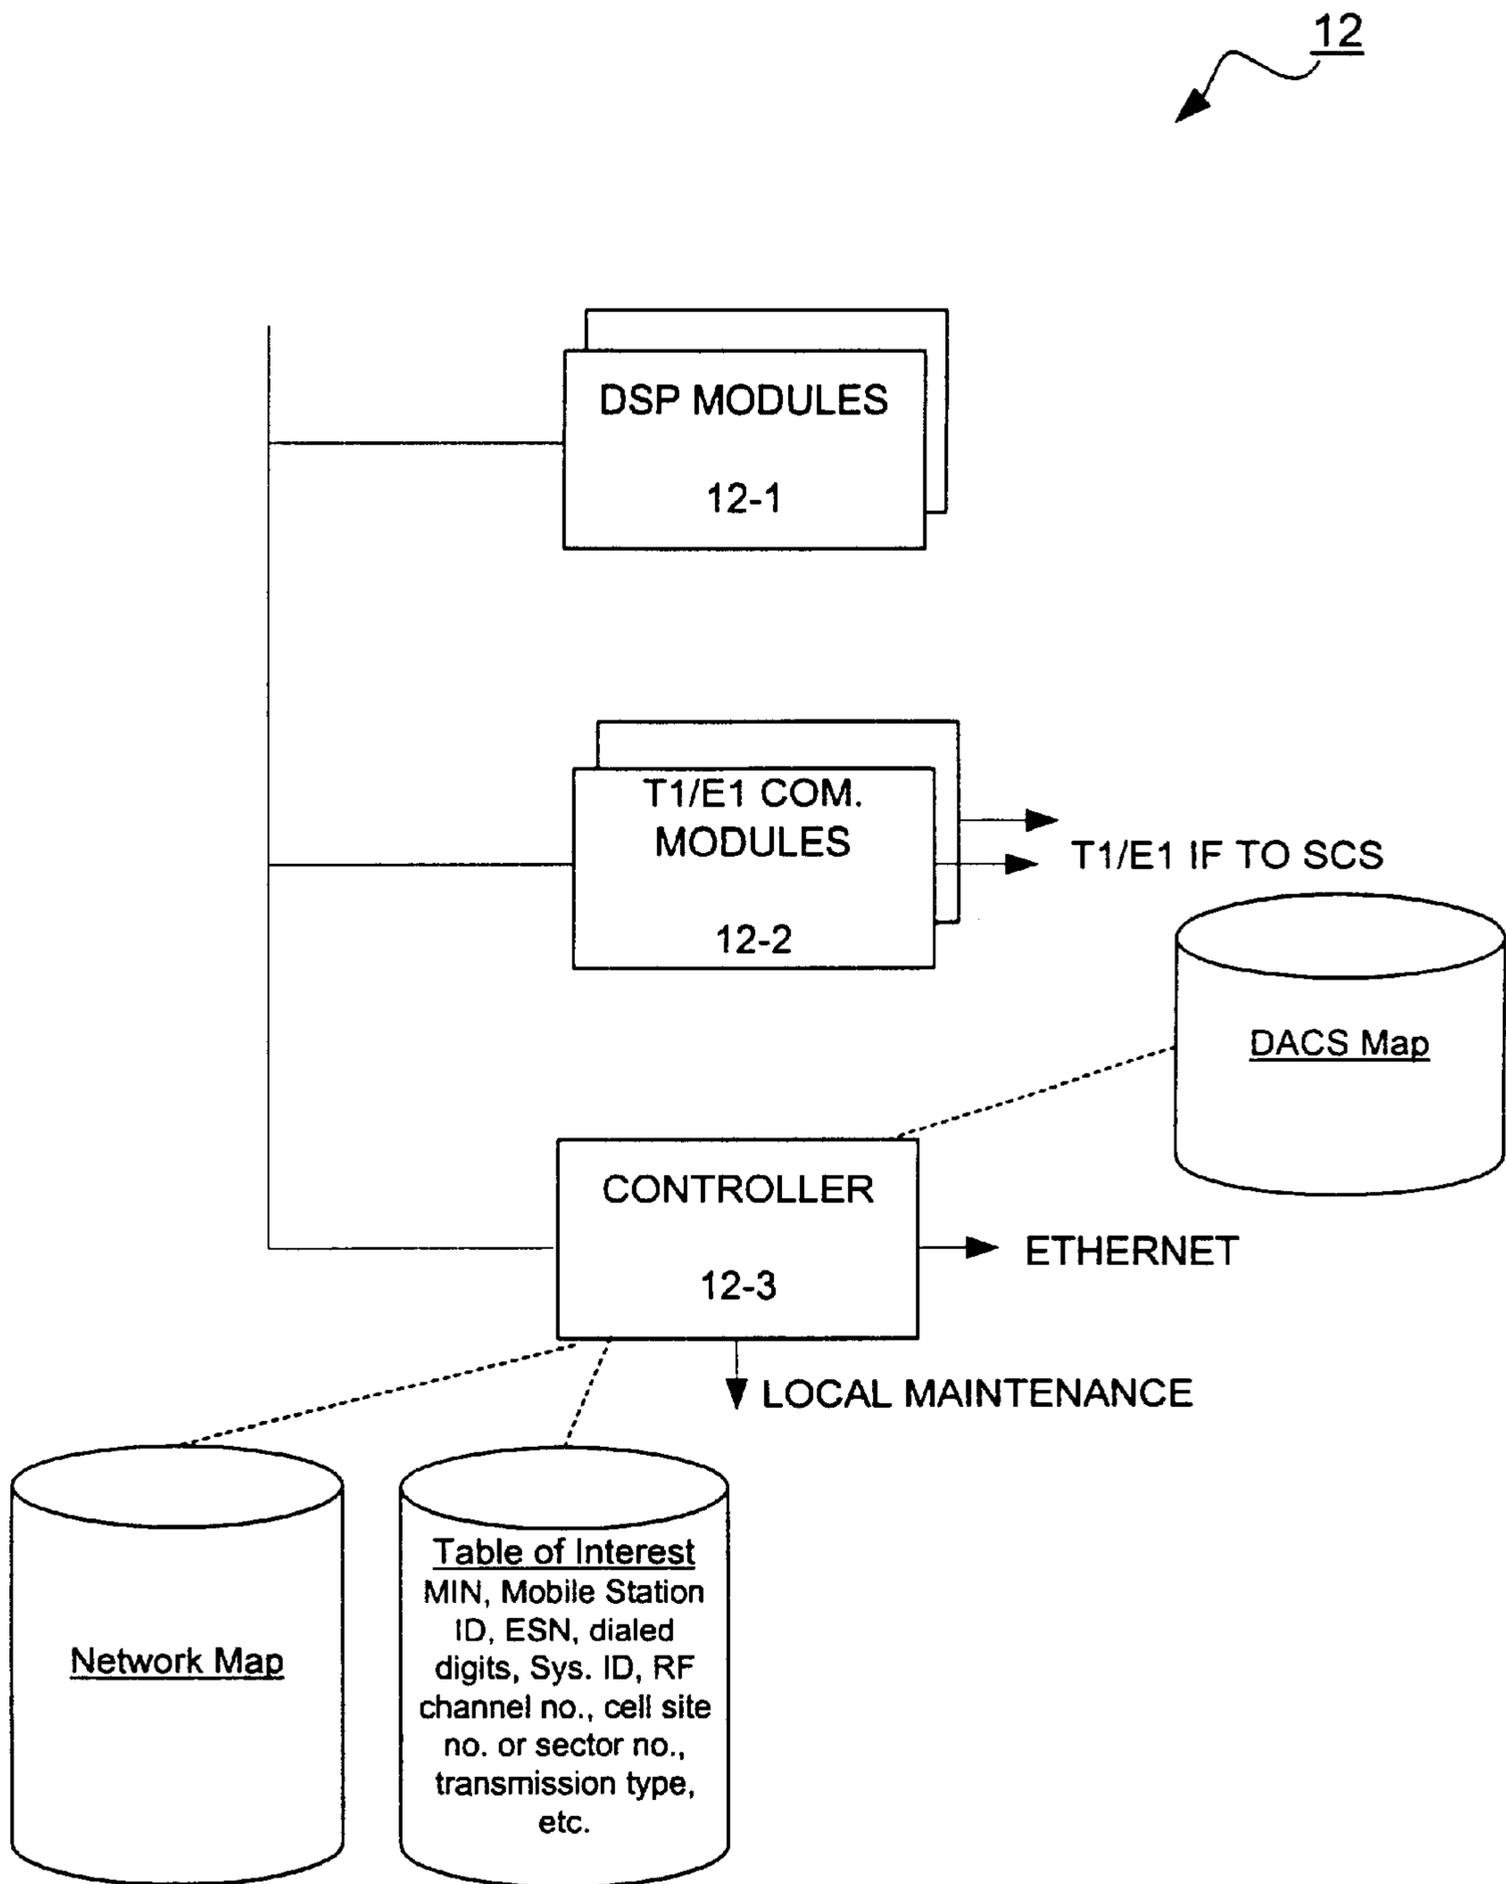 12
DSP MODULES
12-1
T1/E1 COM.
MODULES
12-2
T1/E1 IF TO SCS
DACS Map
CONTROLLER
12-3
ETHERNET
LOCAL MAINTENANCE
Network Map
Table of Interest
MIN, Mobile Station
ID, ESN, dialed
digits, Sys. ID, RF
channel no., cell site
no. or sector no.,
transmission type,
etc.